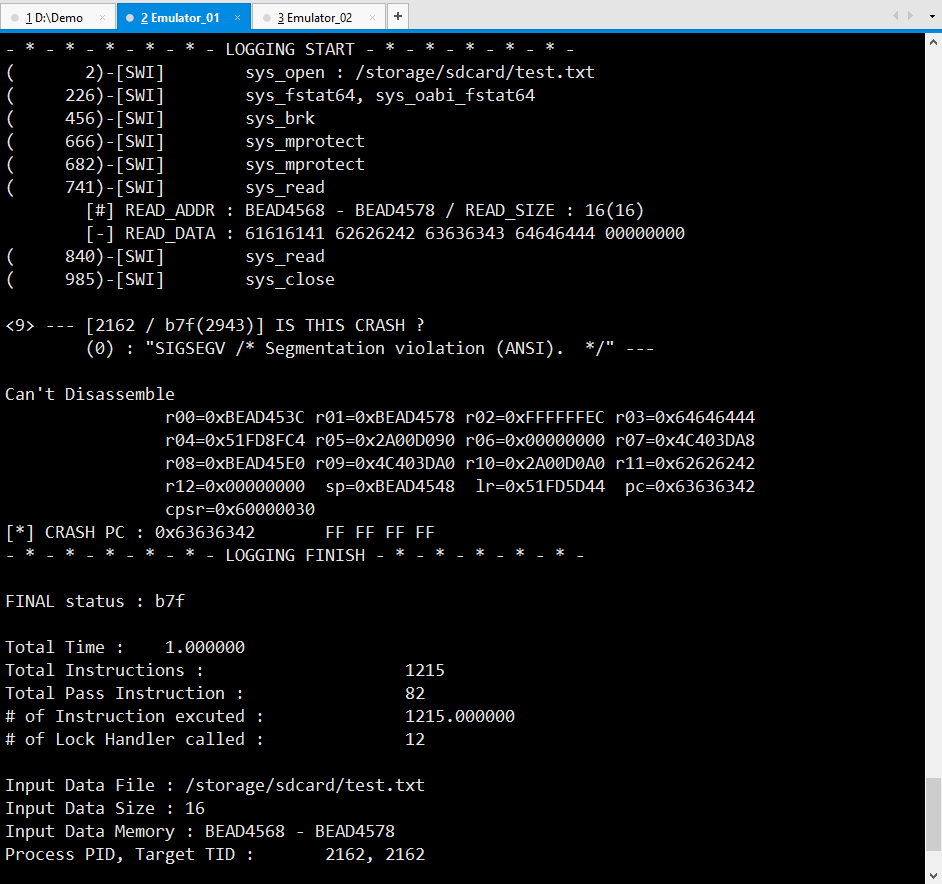 1 D:\Demo × 2 Emulator_01 × 3 Emulator_02 × +
- * - * - * - * - * - LOGGING START - * - * - * - * - * -
( 2)-[SWI] sys_open : /storage/sdcard/test.txt
( 226)-[SWI] sys_fstat64, sys_oabi_fstat64
( 456)-[SWI] sys_brk
( 666)-[SWI] sys_mprotect
( 682)-[SWI] sys_mprotect
( 741)-[SWI] sys_read
[#] READ_ADDR : BEAD4568 - BEAD4578 / READ_SIZE : 16(16)
[-] READ_DATA : 61616141 62626242 63636343 64646444 00000000
( 840)-[SWI] sys_read
( 985)-[SWI] sys_close
<9> --- [2162 / b7f(2943)] IS THIS CRASH ?
(0) : "SIGSEGV /* Segmentation violation (ANSI). */" ---
Can't Disassemble
r00=0xBEAD453C r01=0xBEAD4578 r02=0xFFFFFFEC r03=0x64646444
r04=0x51FD8FC4 r05=0x2A00D090 r06=0x00000000 r07=0x4C403DA8
r08=0xBEAD45E0 r09=0x4C403DA0 r10=0x2A00D0A0 r11=0x62626242
r12=0x00000000 sp=0xBEAD4548 lr=0x51FD5D44 pc=0x63636342
cpsr=0x60000030
[*] CRASH PC : 0x63636342 FF FF FF FF
- * - * - * - * - * - LOGGING FINISH - * - * - * - * - * -
FINAL status : b7f
Total Time : 1.000000
Total Instructions : 1215
Total Pass Instruction : 82
# of Instruction excuted : 1215.000000
# of Lock Handler called : 12
Input Data File : /storage/sdcard/test.txt
Input Data Size : 16
Input Data Memory : BEAD4568 - BEAD4578
Process PID, Target TID : 2162, 2162